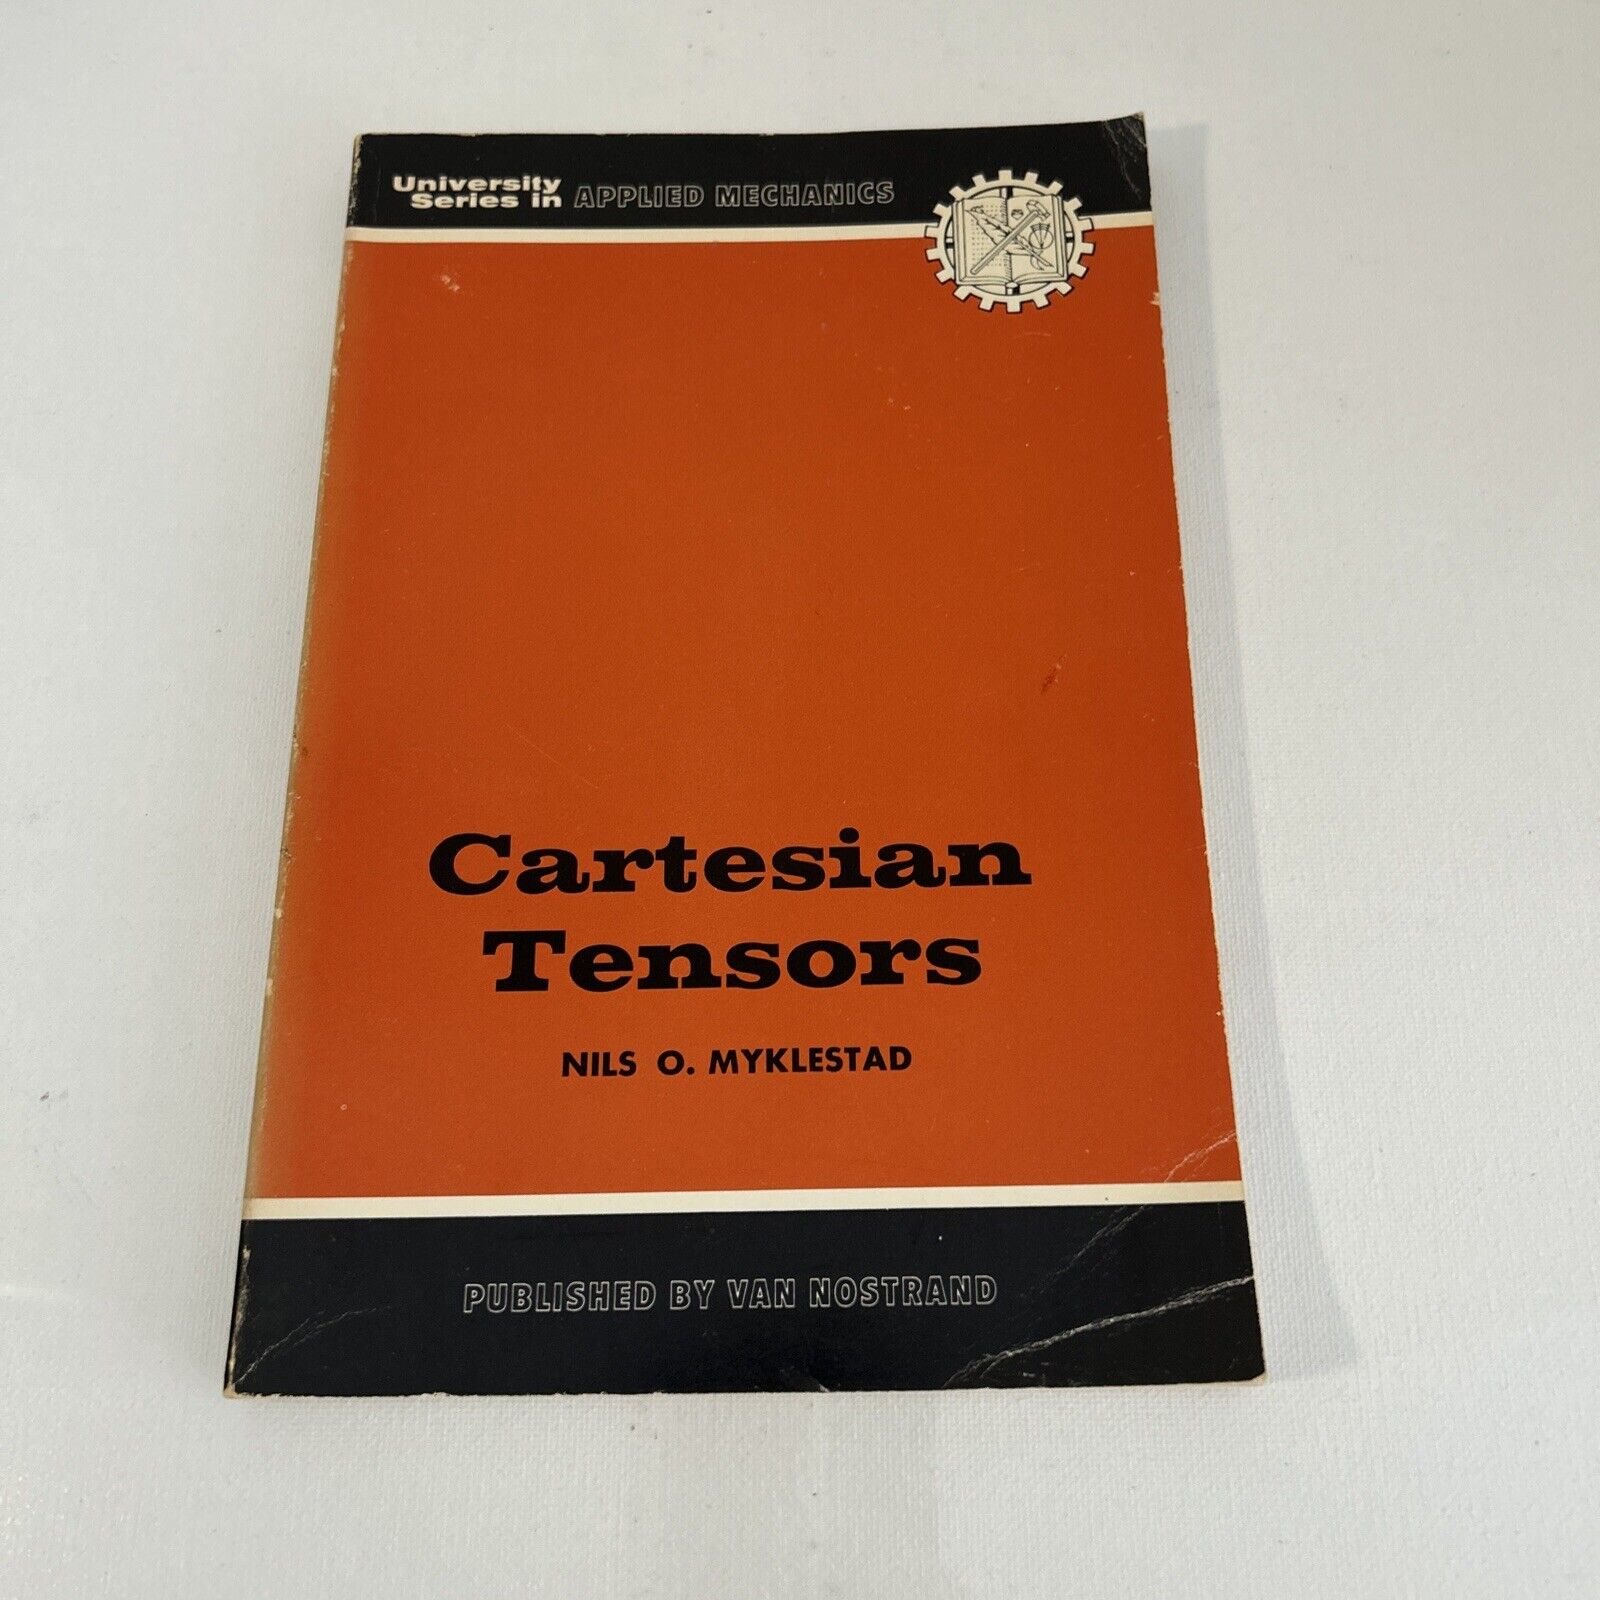 University
Series in APPLIED MECHANICS
Cartesian
Tensors
NILS O. MYKLESTAD
PUBLISHED BY VAN NOSTRAND